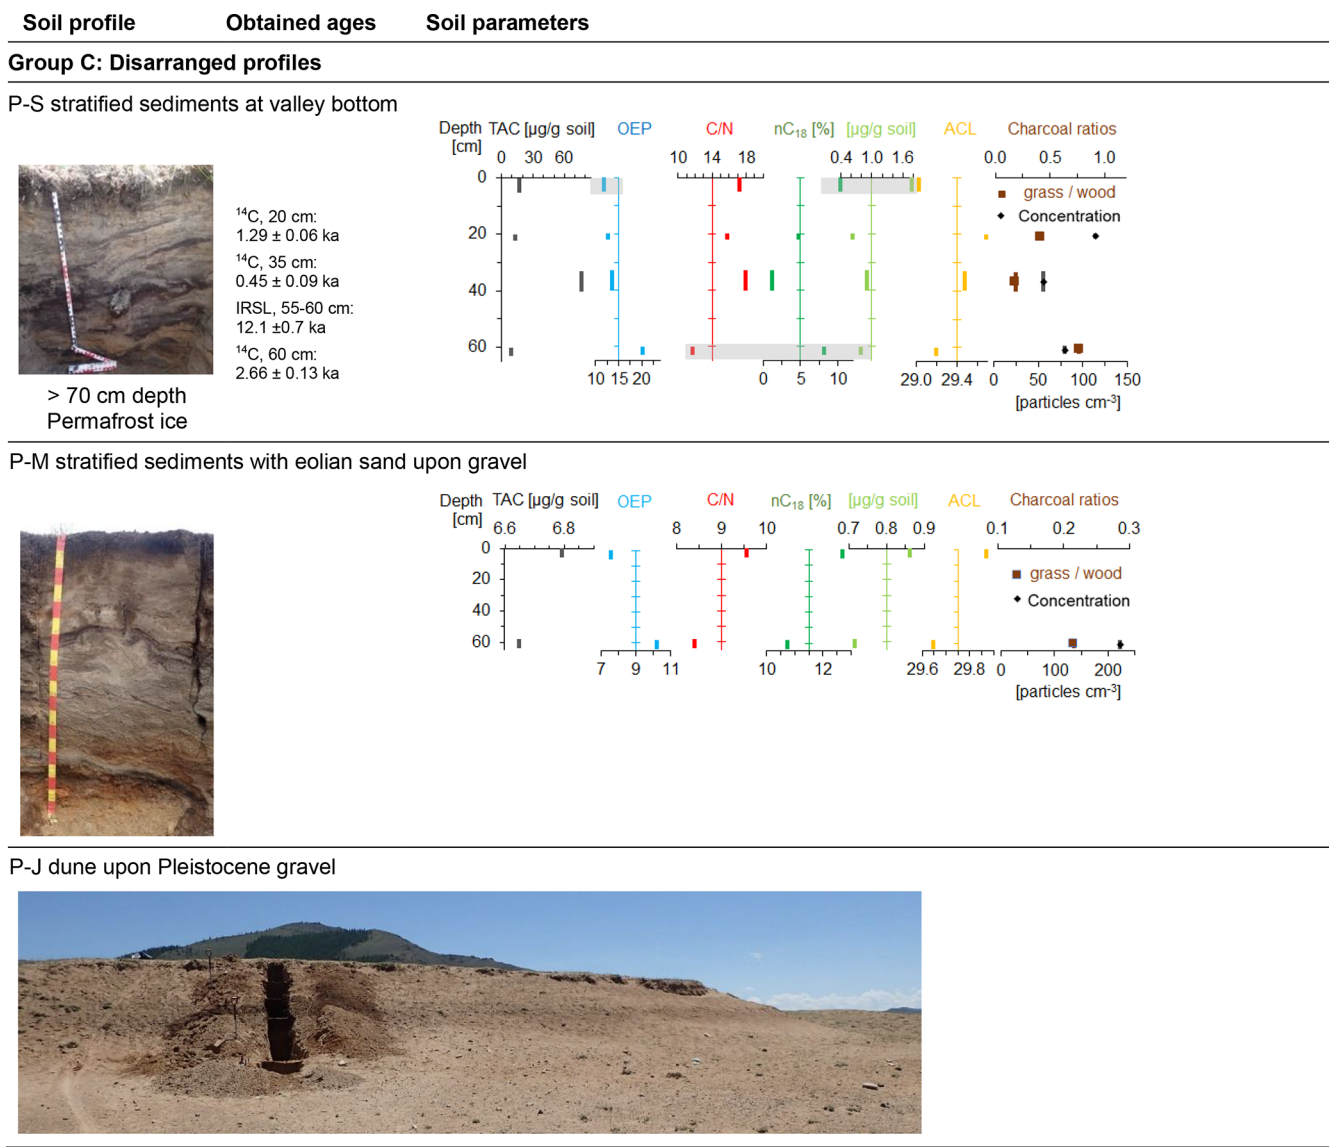 Soil profile Obtained ages Soil parameters
Group C: Disarranged profiles
P-S stratified sediments at valley bottom
Depth [cm] TAC [µg/g soil] OEP C/N nC₁₈ [%] [µg/g soil] ACL Charcoal ratios
0 30 60 10 14 18 0.4 1.0 1.6 0.0 0.5 1.0
0
20
40
60
grass / wood
Concentration
¹⁴C, 20 cm:
1.29 ± 0.06 ka
¹⁴C, 35 cm:
0.45 ± 0.09 ka
IRSL, 55-60 cm:
12.1 ±0.7 ka
¹⁴C, 60 cm:
2.66 ± 0.13 ka
10 15 20 0 5 10 29.0 29.4 0 50 100 150
[particles cm⁻³]
> 70 cm depth
Permafrost ice
P-M stratified sediments with eolian sand upon gravel
Depth [cm] TAC [µg/g soil] OEP C/N nC₁₈ [%] [µg/g soil] ACL Charcoal ratios
6.6 6.8 8 9 10 0.7 0.8 0.9 0.1 0.2 0.3
0
20
40
60
grass / wood
Concentration
7 9 11 10 12 29.6 29.8 0 100 200
[particles cm⁻³]
P-J dune upon Pleistocene gravel